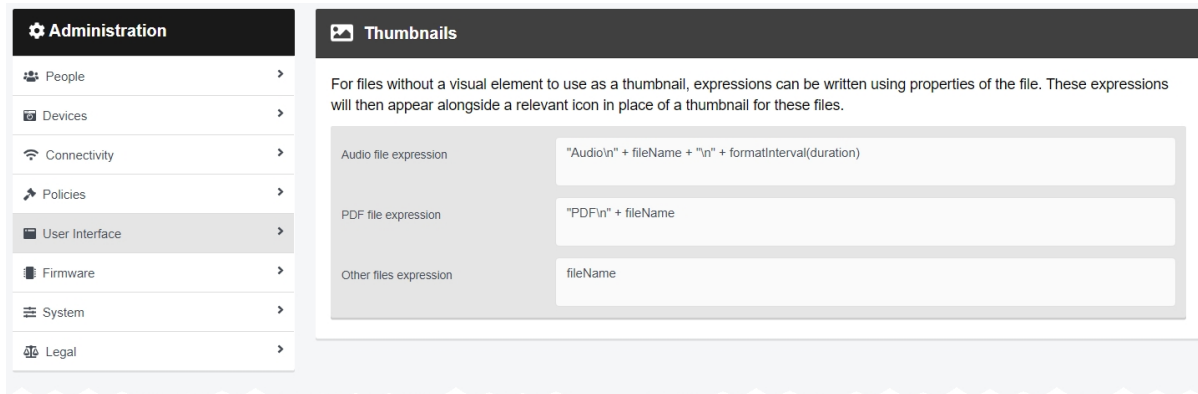 Administration
People
Devices
Connectivity
Policies
User Interface
Firmware
System
Legal
Thumbnails
For files without a visual element to use as a thumbnail, expressions can be written using properties of the file. These expressions
will then appear alongside a relevant icon in place of a thumbnail for these files.
Audio file expression
"Audio\n" + fileName + "\n" + formatInterval(duration)
PDF file expression
"PDF\n" + fileName
Other files expression
fileName